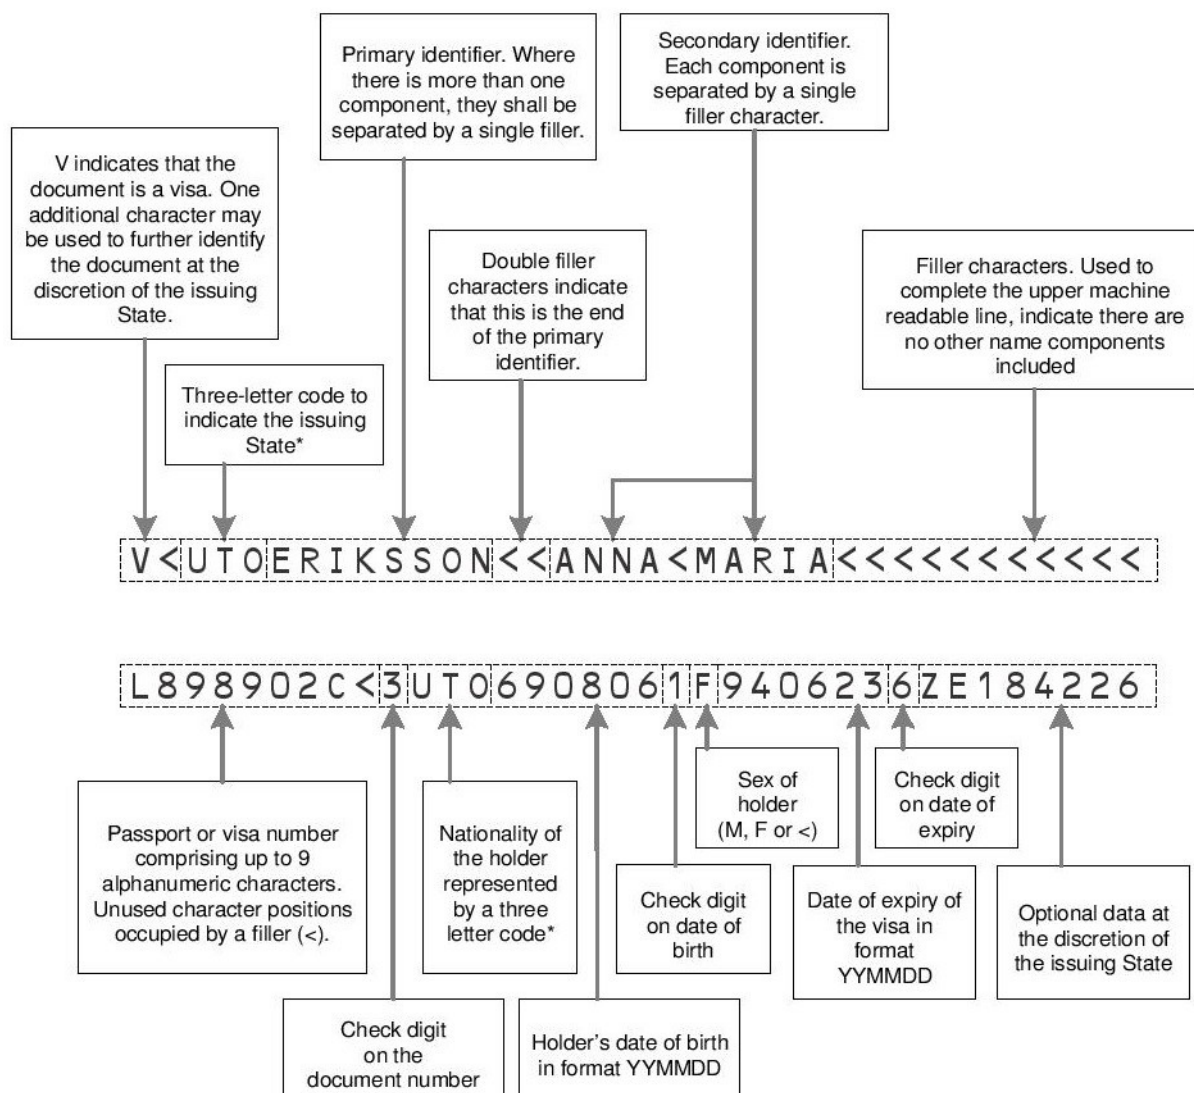 Primary identifier. Where
there is more than one
component, they shall be
separated by a single filler.
Secondary identifier.
Each component is
separated by a single
filler character.
V indicates that the
document is a visa. One
additional character may
be used to further identify
the document at the
discretion of the issuing
State.
Double filler
characters indicate
that this is the end
of the primary
identifier.
Filler characters. Used to
complete the upper machine
readable line, indicate there are
no other name components
included
Three-letter code to
indicate the issuing
State*
V<UTOERIKSSON<<ANNA<MARIA<<<<<<<<<<<
L898902C<3UTO6908061F9406236ZE184226
Passport or visa number
comprising up to 9
alphanumeric characters.
Unused character positions
occupied by a filler (<).
Check digit
on the
document number
Nationality of
the holder
represented
by a three
letter code*
Holder's date of birth
in format YYMMDD
Check digit
on date of
birth
Sex of
holder
(M, F or <)
Date of expiry of
the visa in
format
YYMMDD
Check digit
on date of
expiry
Optional data at
the discretion of
the issuing State